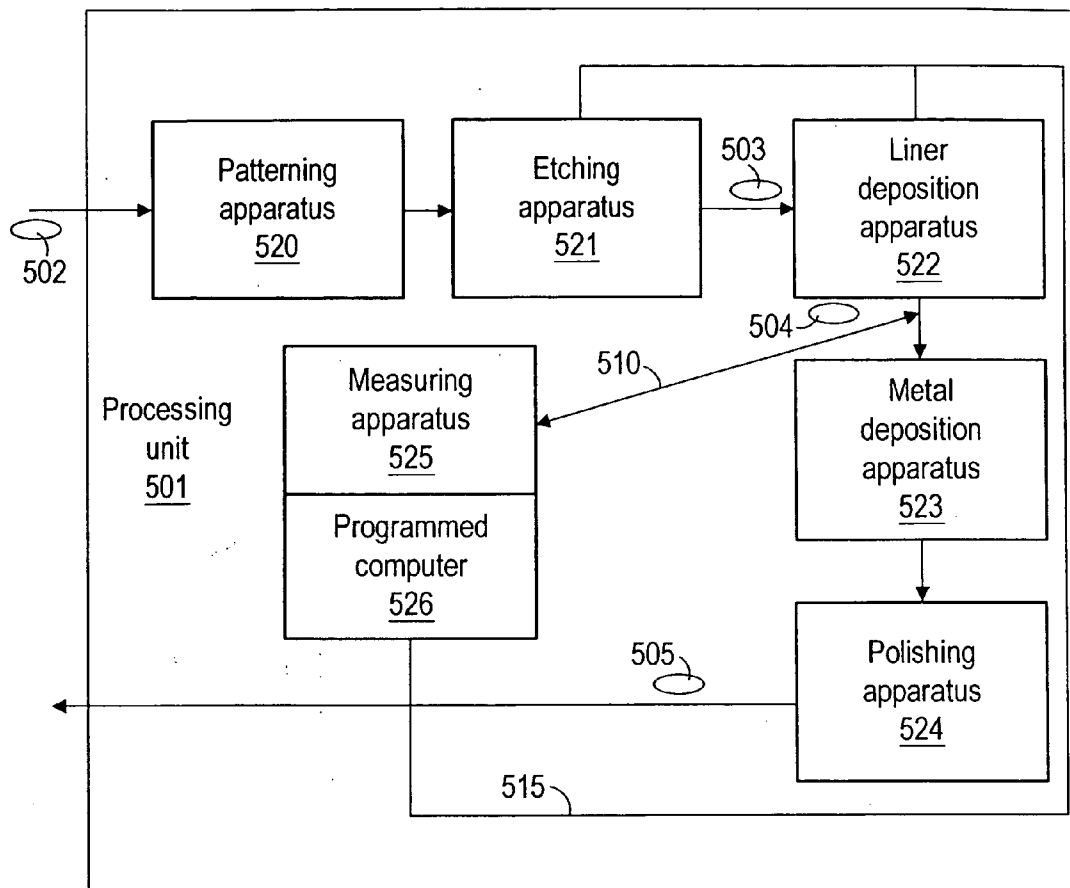 Patterning
apparatus
520
Etching
apparatus
521
503
Liner
deposition
apparatus
522
502
504
510
Processing
unit
501
Measuring
apparatus
525
Programmed
computer
526
Metal
deposition
apparatus
523
505
Polishing
apparatus
524
515